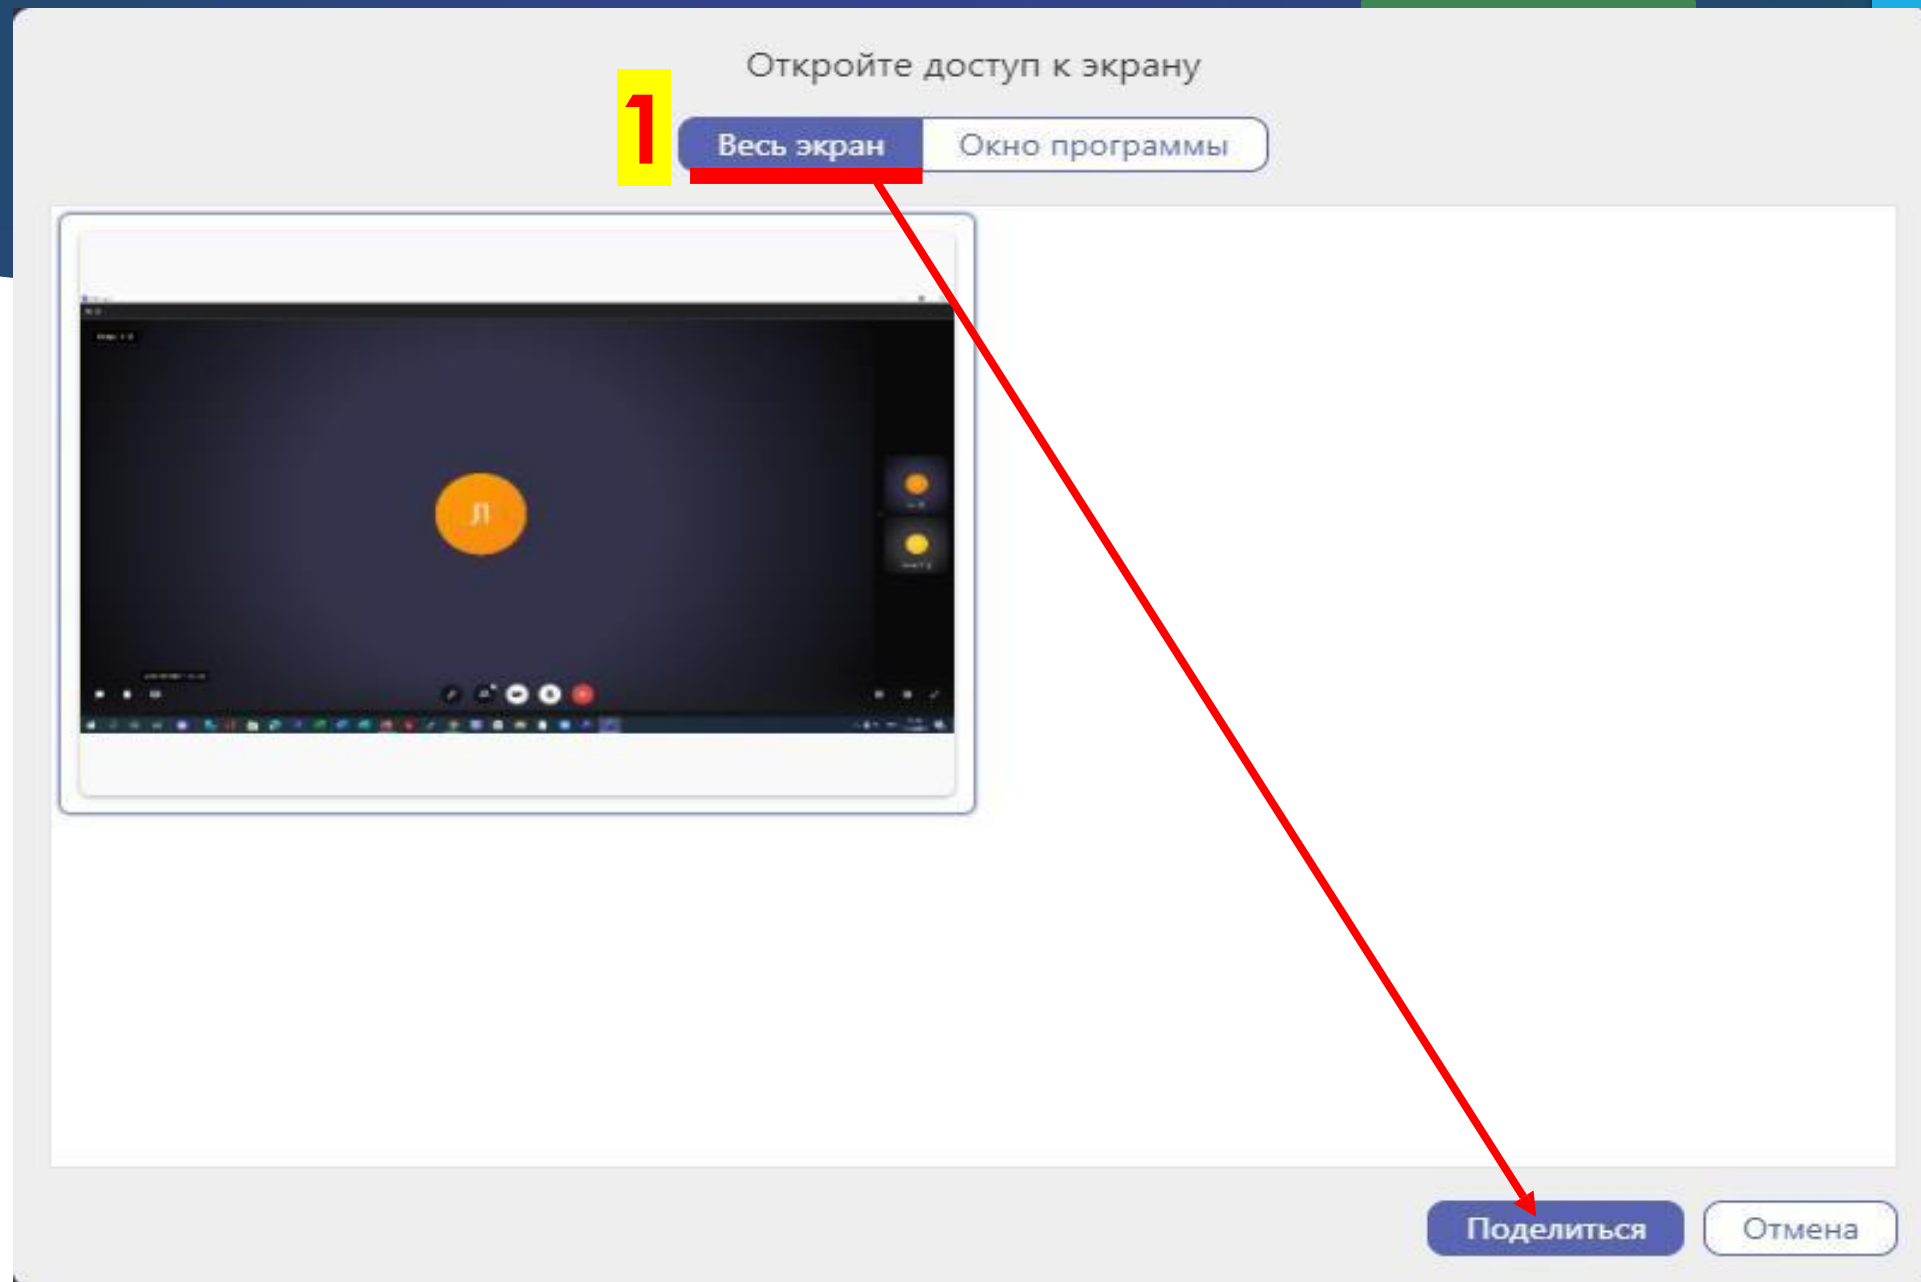 Откройте доступ к экрану
1
Весь экран
Окно программы
Л
Поделиться
Отмена